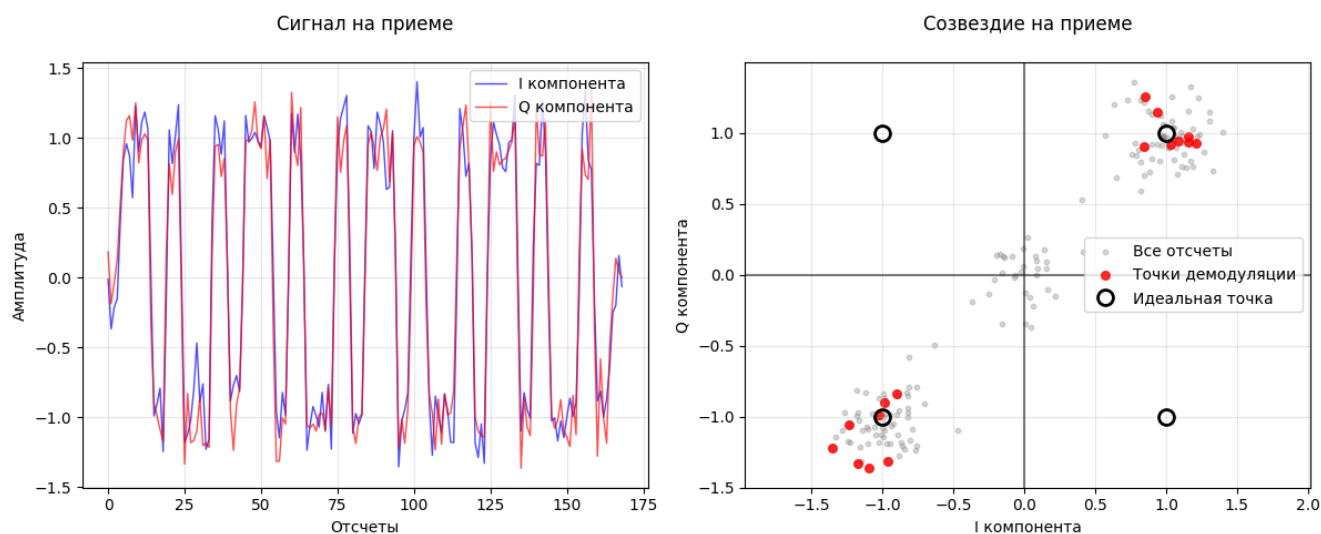 Сигнал на приеме
1.5
1.0
0.5
0.0
−0.5
−1.0
−1.5
Амплитуда
I компонента
Q компонента
0
25
50
75
100
125
150
175
Отсчеты
Созвездие на приеме
1.0
0.5
0.0
−0.5
−1.0
−1.5
Q компонента
Все отсчеты
Точки демодуляции
Идеальная точка
−1.5
−1.0
−0.5
0.0
0.5
1.0
1.5
2.0
I компонента